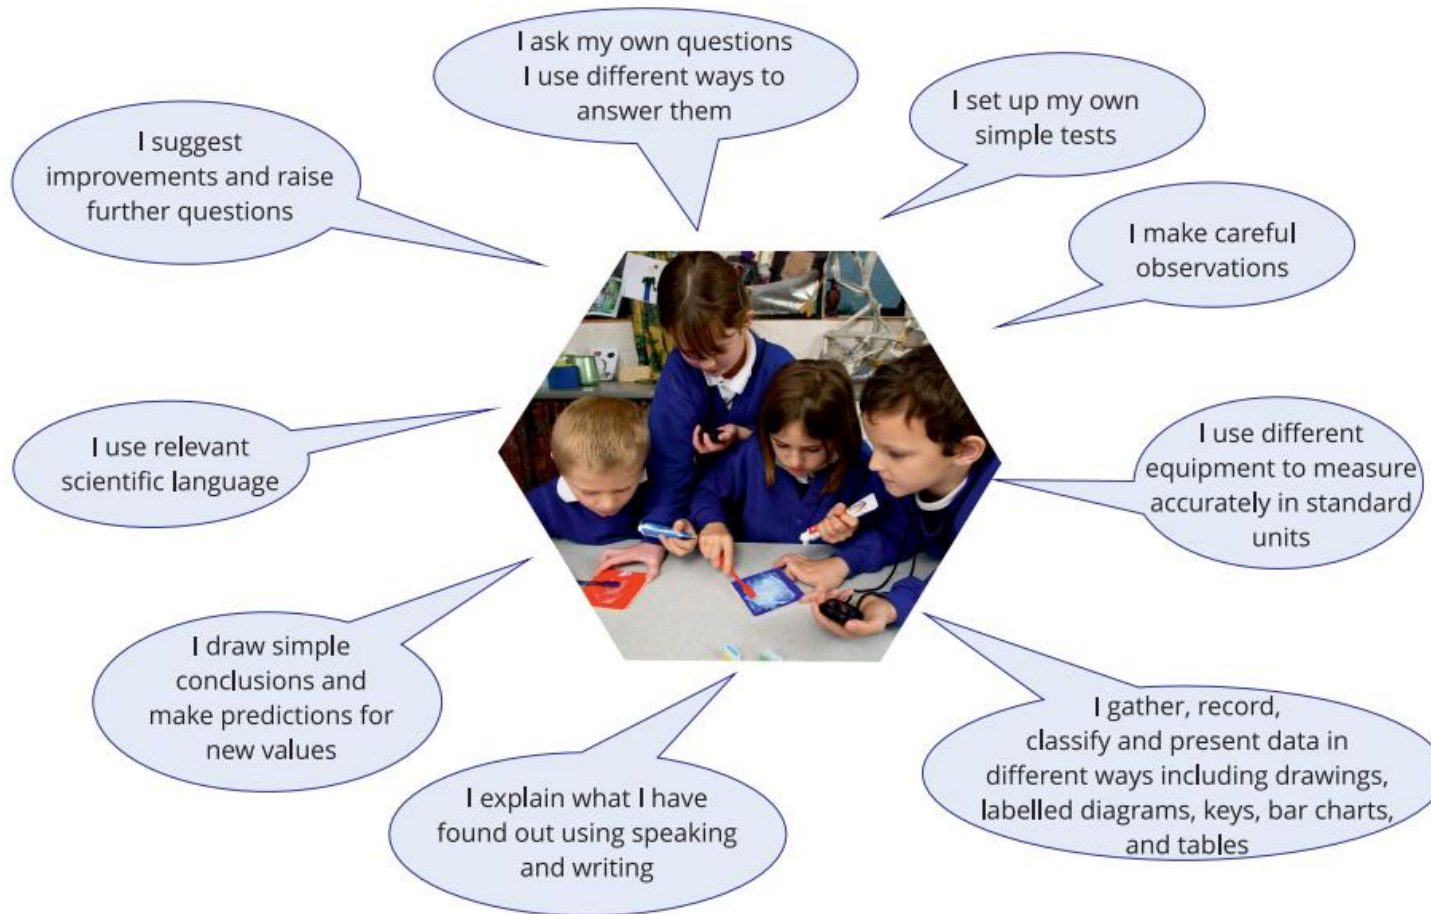 I ask my own questions
I use different ways to
answer them
I set up my own
simple tests
I make careful
observations
I use different
equipment to measure
accurately in standard
units
I gather, record,
classify and present data in
different ways including drawings,
labelled diagrams, keys, bar charts,
and tables
I explain what I have
found out using speaking
and writing
I draw simple
conclusions and
make predictions for
new values
I use relevant
scientific language
I suggest
improvements and raise
further questions